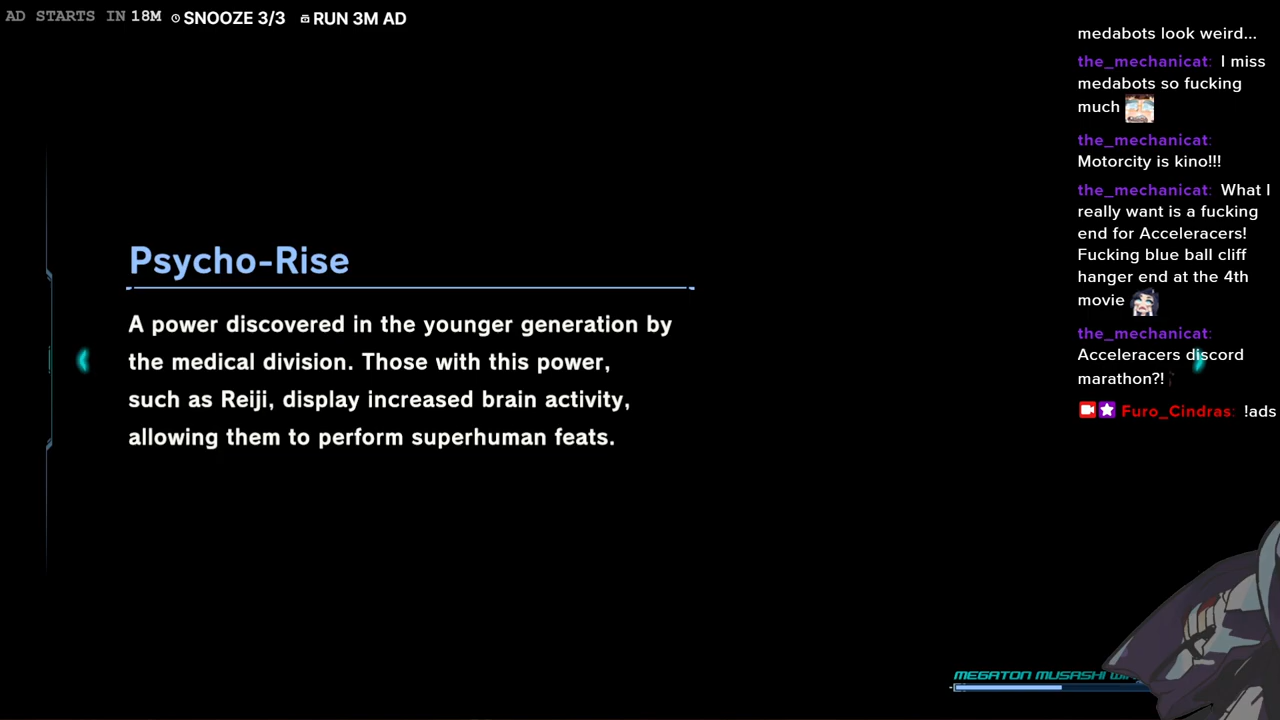 AD STARTS IN 18M SNOOZE 3/3 RUN 3M AD
Psycho-Rise
A power discovered in the younger generation by
the medical division. Those with this power,
such as Reiji, display increased brain activity,
allowing them to perform superhuman feats.
medabots look weird...
the_mechanicat: I miss
medabots so fucking
much
the_mechanicat:
Motorcity is kino!!!
the_mechanicat: What I
really want is a fucking
end for Acceleracers!
Fucking blue ball cliff
hanger end at the 4th
movie
the_mechanicat:
Acceleracers discord
marathon?!
Furo_Cindras: !ads
MEGATON MUSASHI